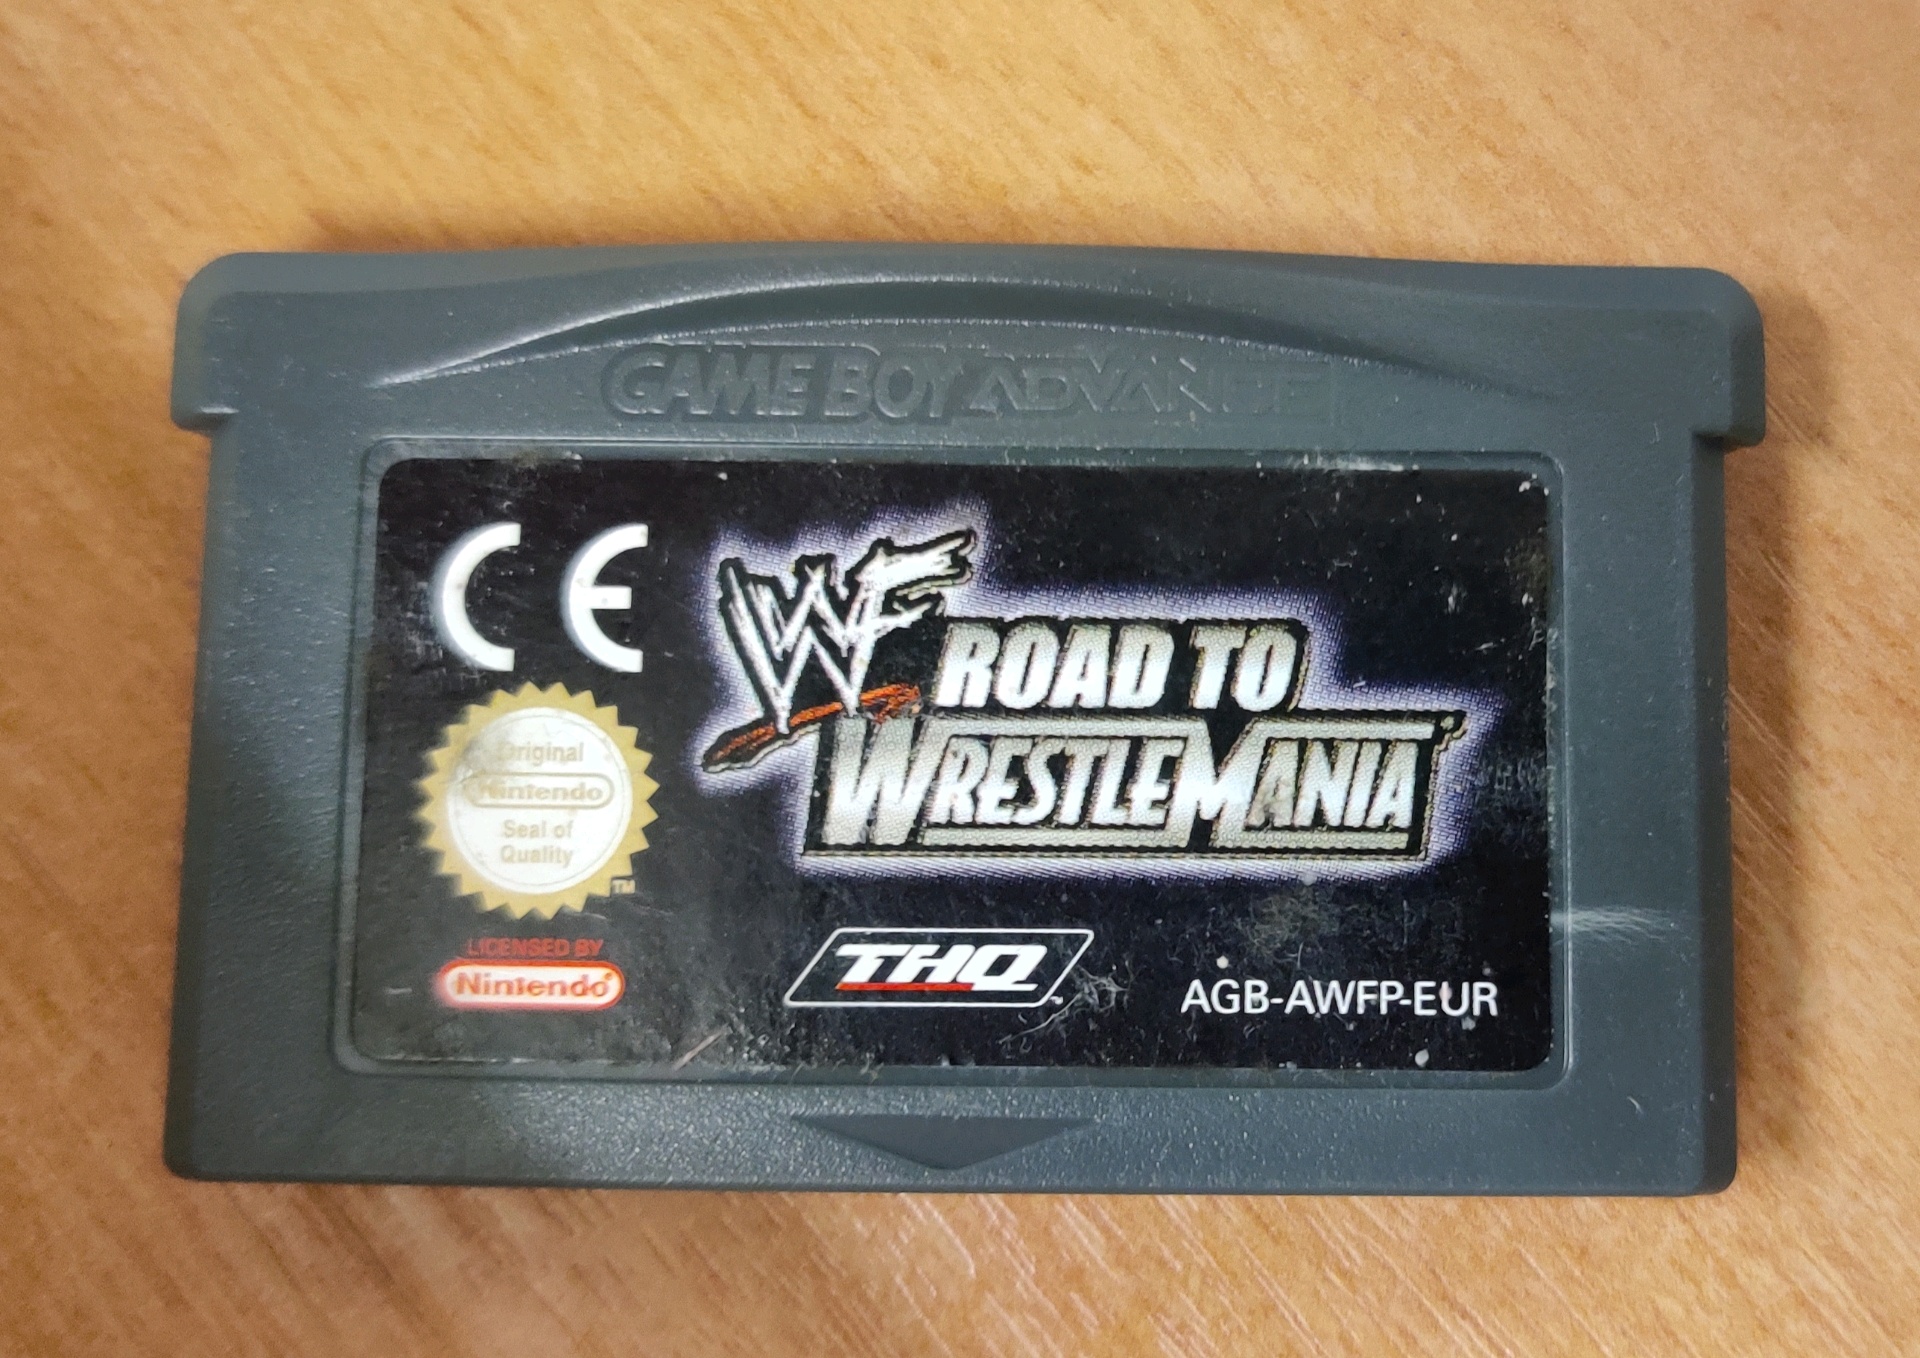 GAME BOY ADVANCE
CE
WF
ROAD TO
WRESTLEMANIA
Original
Nintendo
Seal of
Quality
TM
LICENSED BY
Nintendo
THQ
AGB-AWFP-EUR